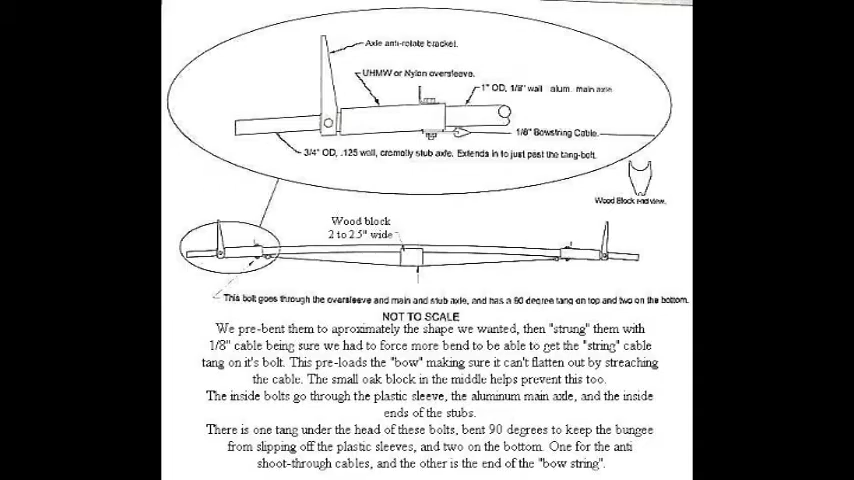 Axle anti-rotate bracket.
UHMW or Nylon oversleeve.
1" OD, 1/8" wall alum. main axle
1/8" Bowstring Cable.
3/4" OD, .125 wall, cromolly stub axle. Extends in to just past the tang-bolt.
Wood Block end view.
Wood block
2 to 2.5" wide
This bolt goes through the oversleeve and main and stub axle, and has a 90 degree tang on top and two on the bottom.
NOT TO SCALE
We pre-bent them to aproximately the shape we wanted, then "strung" them with
1/8" cable being sure we had to force more bend to be able to get the "string" cable
tang on it's bolt. This pre-loads the "bow" making sure it can't flatten out by streaching
the cable. The small oak block in the middle helps prevent this too.
The inside bolts go through the plastic sleeve, the aluminum main axle, and the inside
ends of the stubs.
There is one tang under the head of these bolts, bent 90 degrees to keep the bungee
from slipping off the plastic sleeves, and two on the bottom. One for the anti
shoot-through cables, and the other is the end of the "bow string".